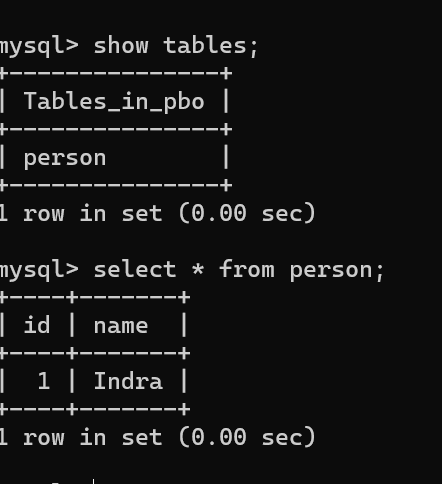 mysql> show tables;
+---------------+
| Tables_in_pbo |
+---------------+
| person        |
+---------------+
1 row in set (0.00 sec)
mysql> select * from person;
+----+-------+
| id | name  |
+----+-------+
|  1 | Indra |
+----+-------+
1 row in set (0.00 sec)